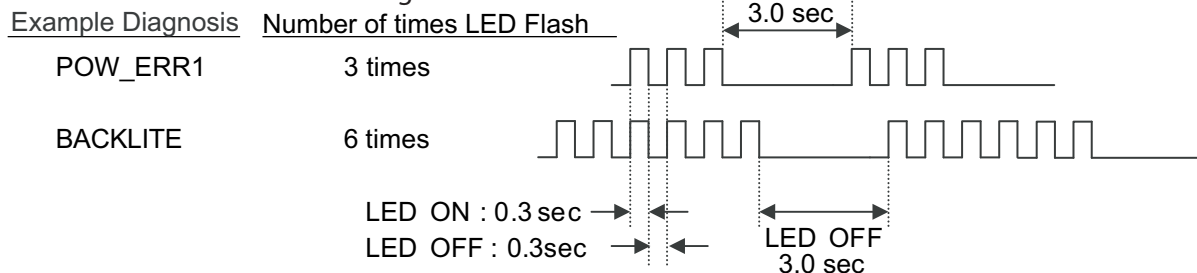 Example Diagnosis Number of times LED Flash
3.0 sec
POW_ERR1 3 times
BACKLITE 6 times
LED ON : 0.3 sec
LED OFF : 0.3sec
LED OFF
3.0 sec